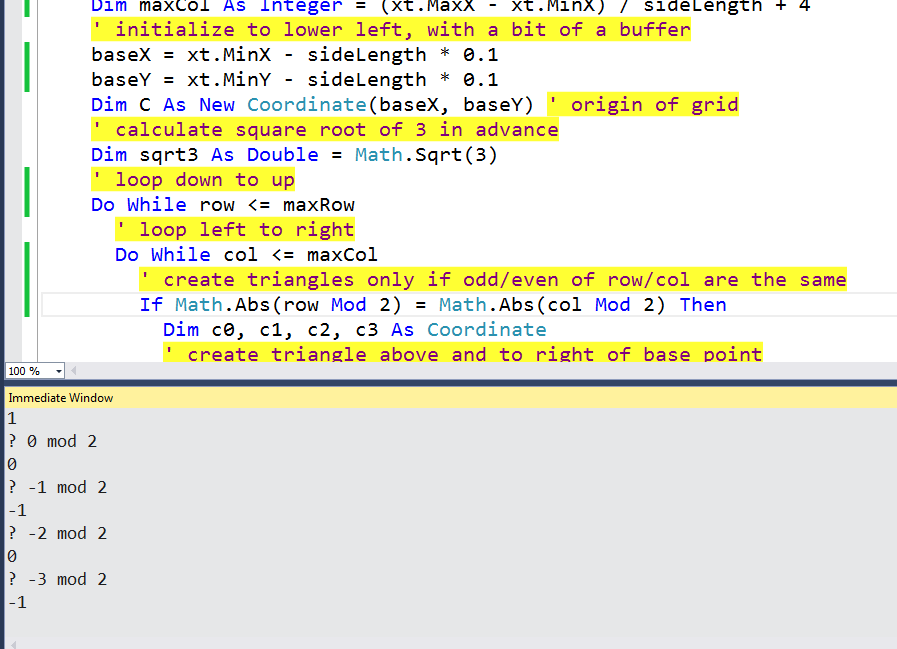 Dim maxCol As Integer = (xt.MaxX - xt.MinX) / sideLength + 4
' initialize to lower left, with a bit of a buffer
baseX = xt.MinX - sideLength * 0.1
baseY = xt.MinY - sideLength * 0.1
Dim C As New Coordinate(baseX, baseY) ' origin of grid
' calculate square root of 3 in advance
Dim sqrt3 As Double = Math.Sqrt(3)
' loop down to up
Do While row <= maxRow
' loop left to right
Do While col <= maxCol
' create triangles only if odd/even of row/col are the same
If Math.Abs(row Mod 2) = Math.Abs(col Mod 2) Then
Dim c0, c1, c2, c3 As Coordinate
' create triangle above and to right of base point
100 %
Immediate Window
1
? 0 mod 2
0
? -1 mod 2
-1
? -2 mod 2
0
? -3 mod 2
-1